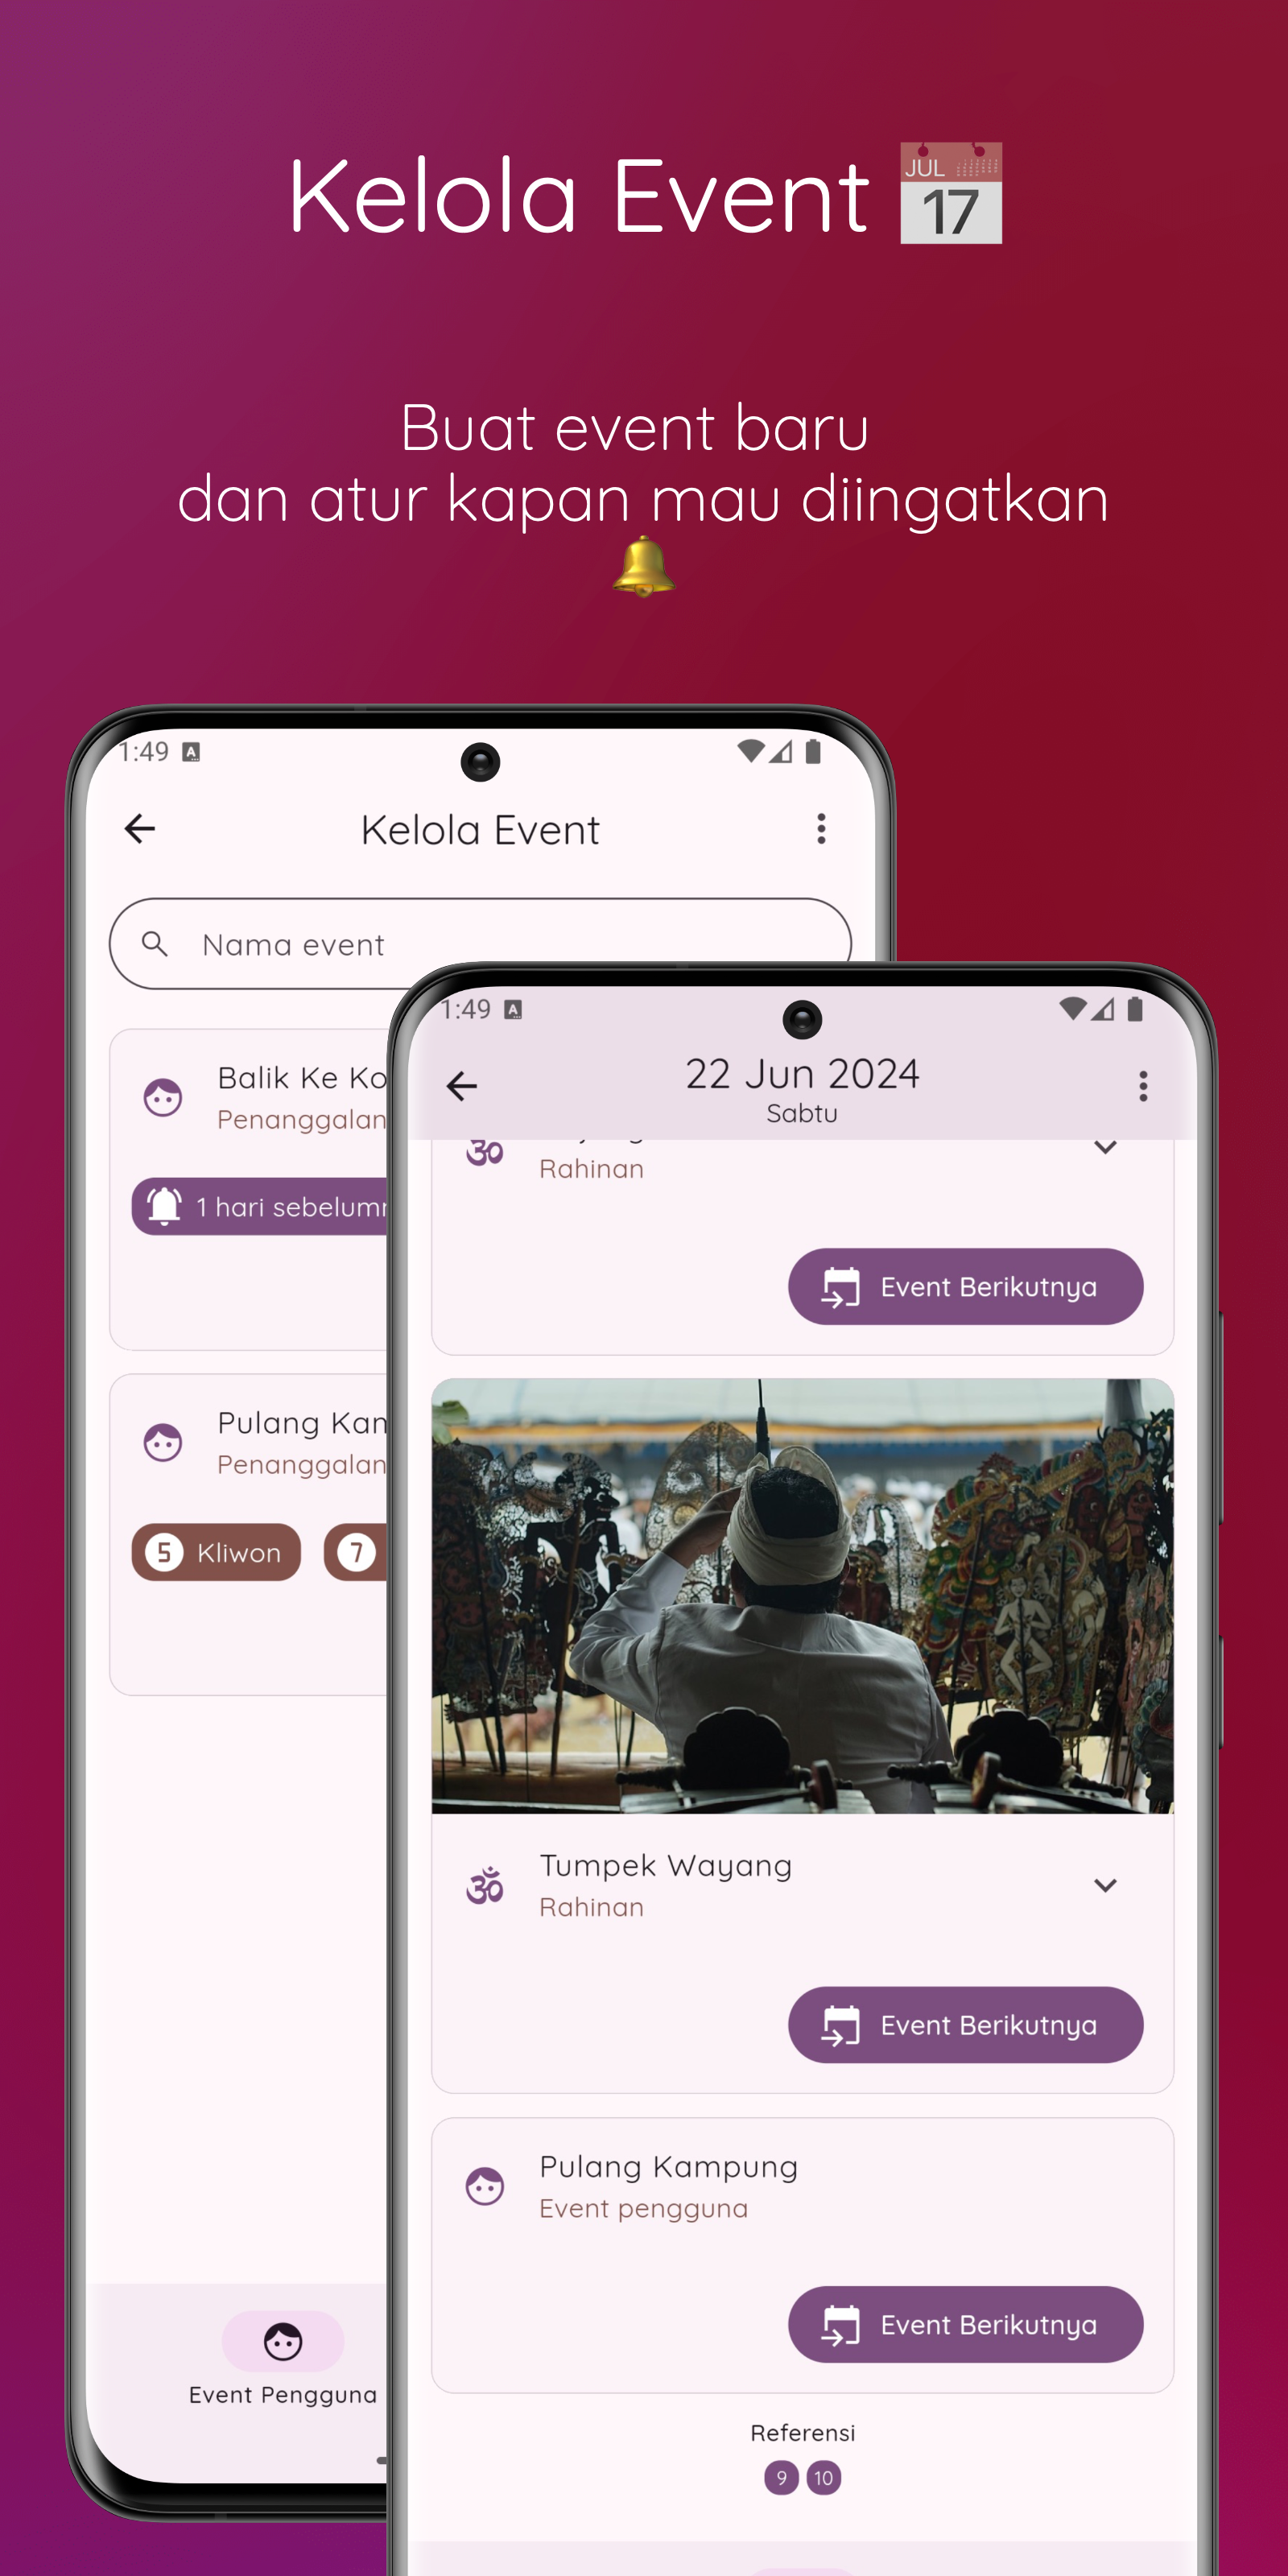 Kelola Event
JUL
17
Buat event baru
dan atur kapan mau diingatkan
1:49
Kelola Event
Nama event
Balik Ke Ko
Penanggalan
1 hari sebelum
Pulang Kam
Penanggalan
5 Kliwon 7
Event Pengguna
1:49
22 Jun 2024
Sabtu
Rahinan
Event Berikutnya
Tumpek Wayang
Rahinan
Event Berikutnya
Pulang Kampung
Event pengguna
Event Berikutnya
Referensi
9 10